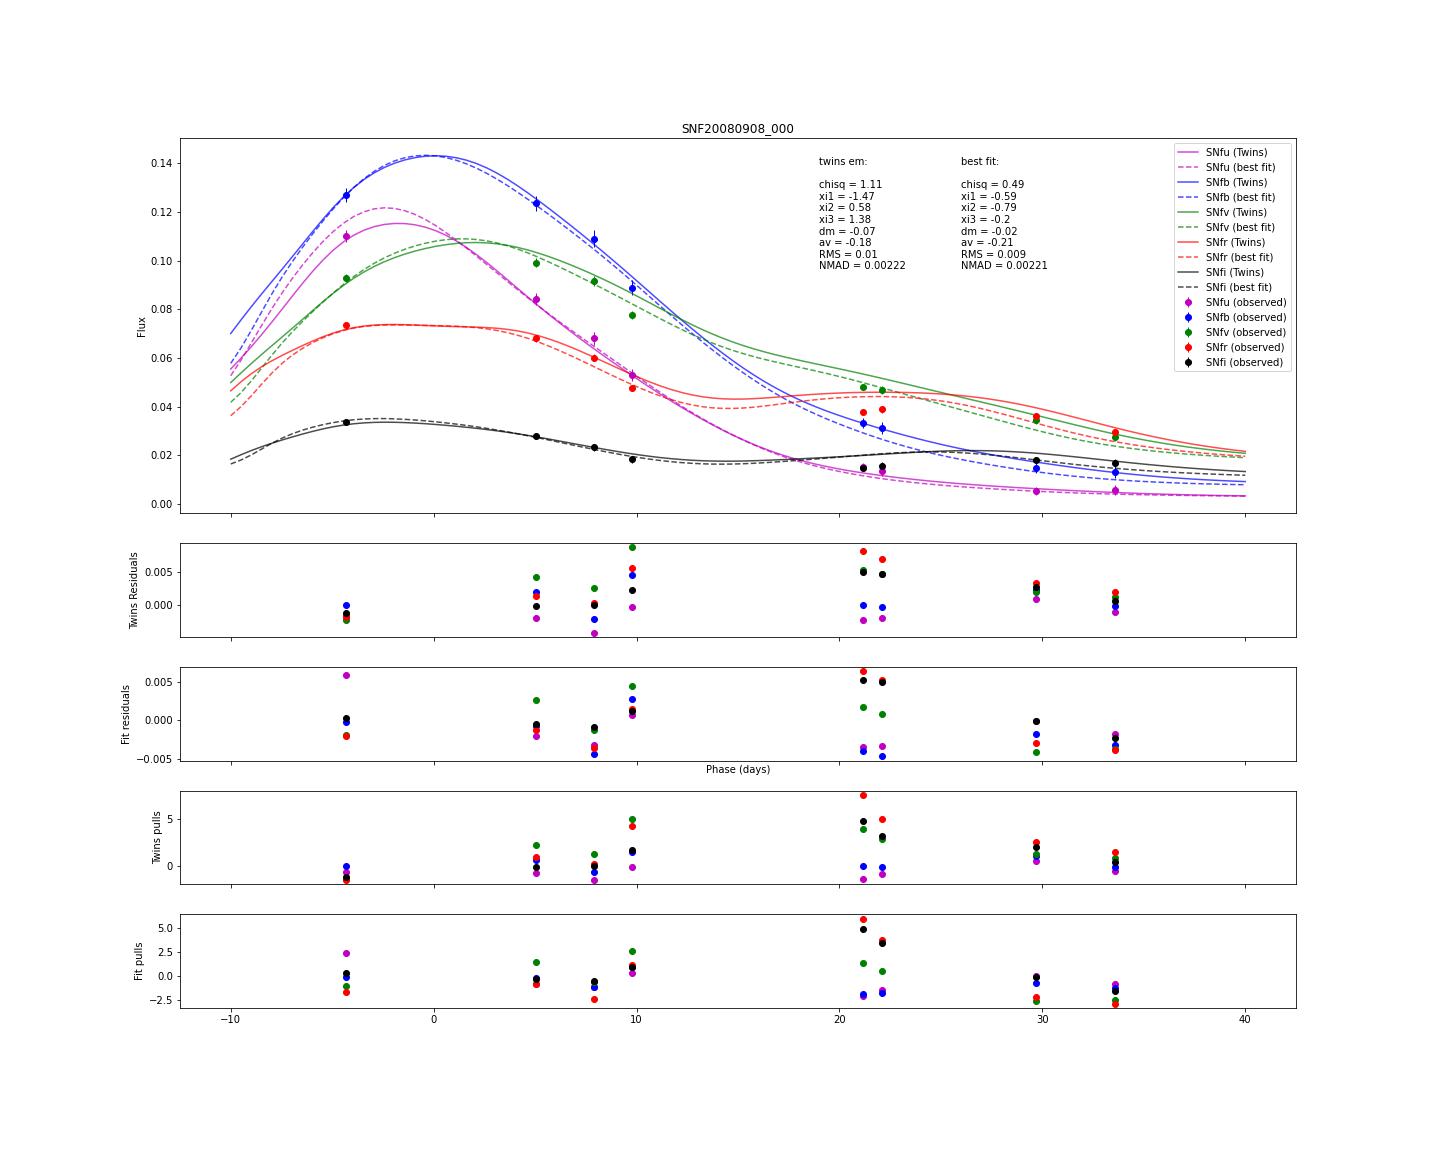 SNF20080908_000
0.14
0.12
0.10
0.08
0.06
0.04
0.02
0.00
Flux
twins em:
chisq = 1.11
xi1 = -1.47
xi2 = 0.58
xi3 = 1.38
dm = -0.07
av = -0.18
RMS = 0.01
NMAD = 0.00222
best fit:
chisq = 0.49
xi1 = -0.59
xi2 = -0.79
xi3 = -0.2
dm = -0.02
av = -0.21
RMS = 0.009
NMAD = 0.00221
SNfu (Twins)
SNfu (best fit)
SNfb (Twins)
SNfb (best fit)
SNfv (Twins)
SNfv (best fit)
SNfr (Twins)
SNfr (best fit)
SNfi (Twins)
SNfi (best fit)
SNfu (observed)
SNfb (observed)
SNfv (observed)
SNfr (observed)
SNfi (observed)
0.005
0.000
Twins Residuals
0.005
0.000
−0.005
Fit residuals
Phase (days)
5
0
Twins pulls
5.0
2.5
0.0
−2.5
Fit pulls
−10
0
10
20
30
40